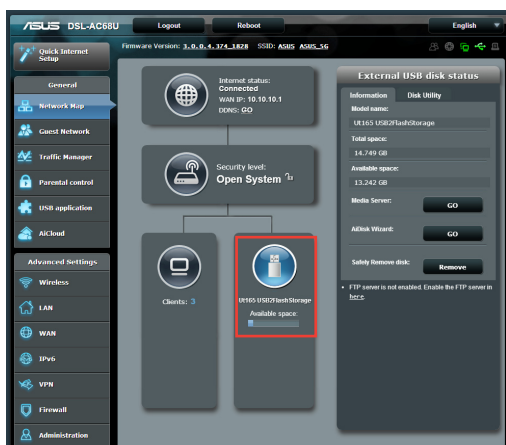 ASUS DSL-AC68U
Logout
Reboot
English
Quick Internet
Setup
Firmware Version: 3.0.0.4.374_1828 SSID: ASUS ASUS_5G
General
Network Map
Guest Network
Traffic Manager
Parental control
USB application
AiCloud
Advanced Settings
Wireless
LAN
WAN
IPv6
VPN
Firewall
Administration
Internet status:
Connected
WAN IP: 10.10.10.1
DDNS: GO
Security level:
Open System
Clients: 3
Ut165 USB2FlashStorage
Available space:
External USB disk status
Information
Disk Utility
Model name:
Ut165 USB2FlashStorage
Total space:
14.749 GB
Available space:
13.242 GB
Media Server:
GO
AiDisk Wizard:
GO
Safely Remove disk:
Remove
FTP server is not enabled. Enable the FTP server in
here.